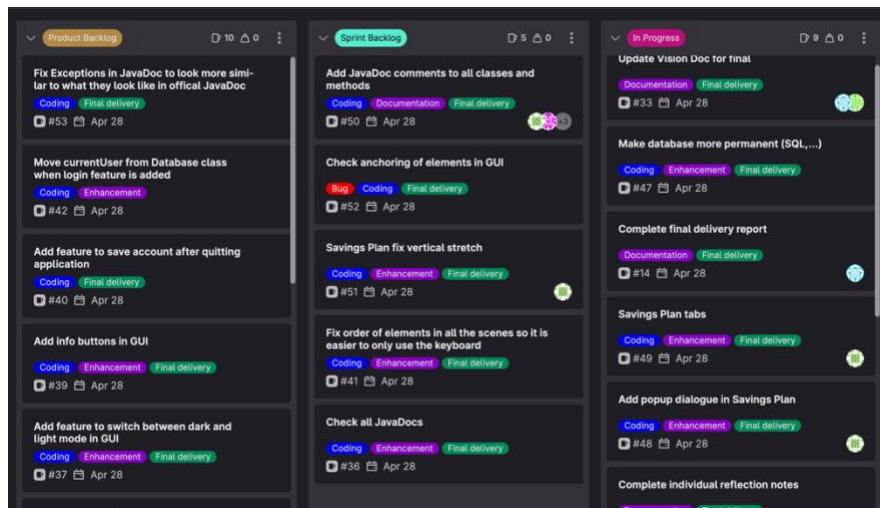 Product Backlog 10 0
Fix Exceptions in JavaDoc to look more simi-
lar to what they look like in offical JavaDoc
Coding Final delivery
#53 Apr 28
Move currentUser from Database class
when login feature is added
Coding Enhancement
#42 Apr 28
Add feature to save account after quitting
application
Coding Final delivery
#40 Apr 28
Add info buttons in GUI
Coding Enhancement Final delivery
#39 Apr 28
Add feature to switch between dark and
light mode in GUI
Coding Enhancement Final delivery
#37 Apr 28
Sprint Backlog 5 0
Add JavaDoc comments to all classes and
methods
Coding Documentation Final delivery
#50 Apr 28 +3
Check anchoring of elements in GUI
Bug Coding Final delivery
#52 Apr 28
Savings Plan fix vertical stretch
Coding Enhancement Final delivery
#51 Apr 28
Fix order of elements in all the scenes so it is
easier to only use the keyboard
Coding Enhancement Final delivery
#41 Apr 28
Check all JavaDocs
Coding Enhancement Final delivery
#36 Apr 28
In Progress 9 0
Update Vision Doc for final
Documentation Final delivery
#33 Apr 28
Make database more permanent (SQL,...)
Coding Enhancement Final delivery
#47 Apr 28
Complete final delivery report
Documentation Final delivery
#14 Apr 28
Savings Plan tabs
Coding Enhancement Final delivery
#49 Apr 28
Add popup dialogue in Savings Plan
Coding Enhancement Final delivery
#48 Apr 28
Complete individual reflection notes
Documentation Final delivery